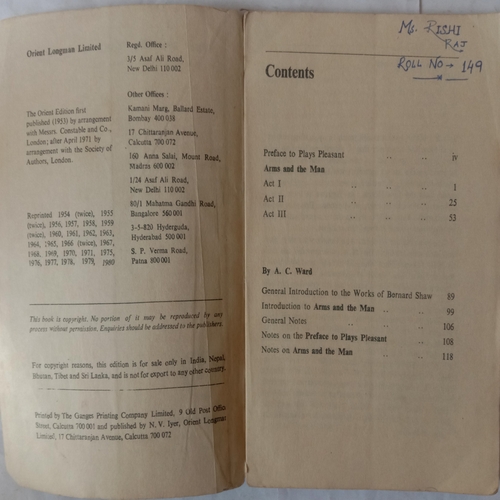 Orient Longman Limited
Regd. Office :
3/5 Asaf Ali Road,
New Delhi 110 002
Other Offices :
The Orient Edition first
published (1953) by arrangement
with Messrs. Constable and Co.,
London; after April 1971 by
arrangement with the Society of
Authors, London.
Kamani Marg, Ballard Estate,
Bombay 400 038
17 Chittaranjan Avenue,
Calcutta 700 072
160 Anna Salai, Mount Road,
Madras 600 002
1/24 Asaf Ali Road,
New Delhi 110 002
80/1 Mahatma Gandhi Road,
Bangalore 560 001
3-5-820 Hyderguda,
Hyderabad 500 001
S. P. Verma Road,
Patna 800 001
Reprinted 1954 (twice), 1955
(twice), 1956, 1957, 1958, 1959
(twice), 1960, 1961, 1962, 1963,
1964, 1965, 1966 (twice), 1967,
1968, 1969, 1970, 1971, 1975,
1976, 1977, 1978, 1979, 1980
This book is copyright. No portion of it may be reproduced by any
process without permission. Enquiries should be addressed to the publishers.
For copyright reasons, this edition is for sale only in India, Nepal,
Bhutan, Tibet and Sri Lanka, and is not for export to any other country.
Printed by The Ganges Printing Company Limited, 9 Old Post Office
Street, Calcutta 700 001 and published by N. V. Iyer, Orient Longman
Limited, 17 Chittaranjan Avenue, Calcutta 700 072
Mr. RISHI
RAJ
ROLL NO → 149
Contents
Preface to Plays Pleasant .. .. iv
Arms and the Man
Act I .. .. .. 1
Act II .. .. .. 25
Act III .. .. .. 53
By A. C. Ward
General Introduction to the Works of Bernard Shaw 89
Introduction to Arms and the Man .. .. 99
General Notes .. .. .. 106
Notes on the Preface to Plays Pleasant .. 108
Notes on Arms and the Man .. .. 118